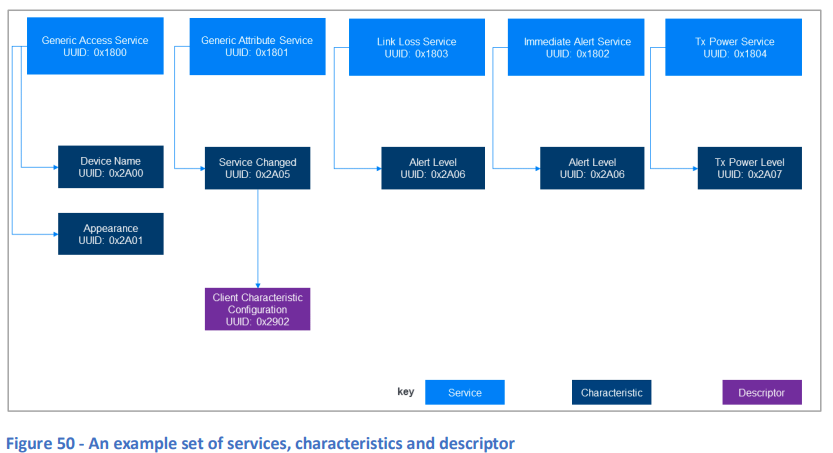 Generic Access Service
UUID: 0x1800
Generic Attribute Service
UUID: 0x1801
Link Loss Service
UUID: 0x1803
Immediate Alert Service
UUID: 0x1802
Tx Power Service
UUID: 0x1804
Device Name
UUID: 0x2A00
Service Changed
UUID: 0x2A05
Alert Level
UUID: 0x2A06
Alert Level
UUID: 0x2A06
Tx Power Level
UUID: 0x2A07
Appearance
UUID: 0x2A01
Client Characteristic
Configuration
UUID: 0x2902
key
Service
Characteristic
Descriptor
Figure 50 - An example set of services, characteristics and descriptor